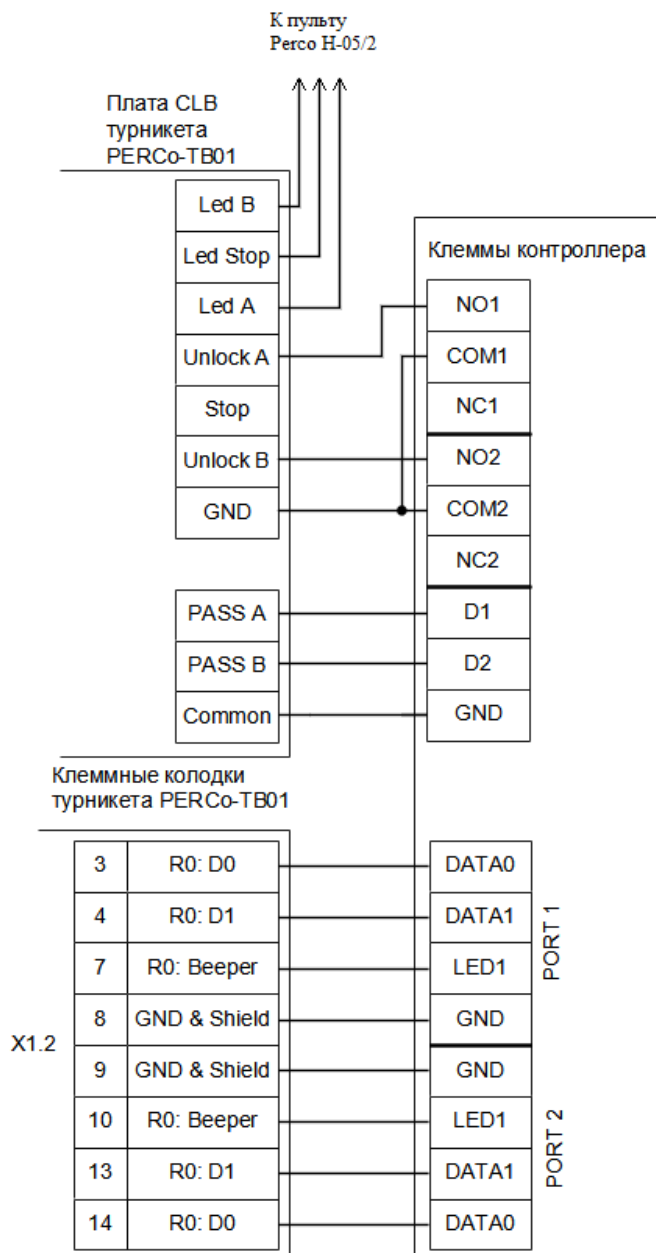 К пульту
Perco H-05/2
Плата CLB
турникета
PERCo-TB01
Led B
Led Stop
Led A
Unlock A
Stop
Unlock B
GND
PASS A
PASS B
Common
Клеммы контроллера
NO1
COM1
NC1
NO2
COM2
NC2
D1
D2
GND
Клеммные колодки
турникета PERCo-TB01
X1.2
3 R0: D0
4 R0: D1
7 R0: Beeper
8 GND & Shield
9 GND & Shield
10 R0: Beeper
13 R0: D1
14 R0: D0
DATA0
DATA1
LED1
GND
GND
LED1
DATA1
DATA0
PORT 1
PORT 2